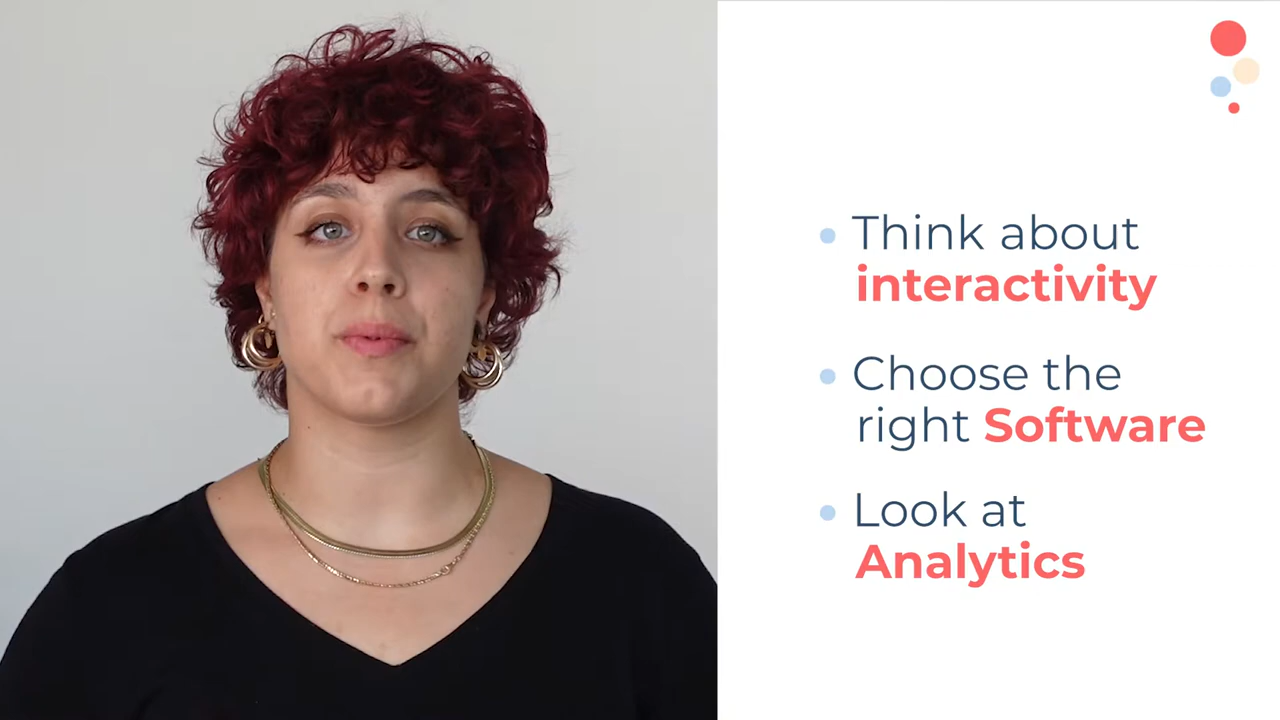 • Think about
interactivity
• Choose the
right Software
• Look at
Analytics